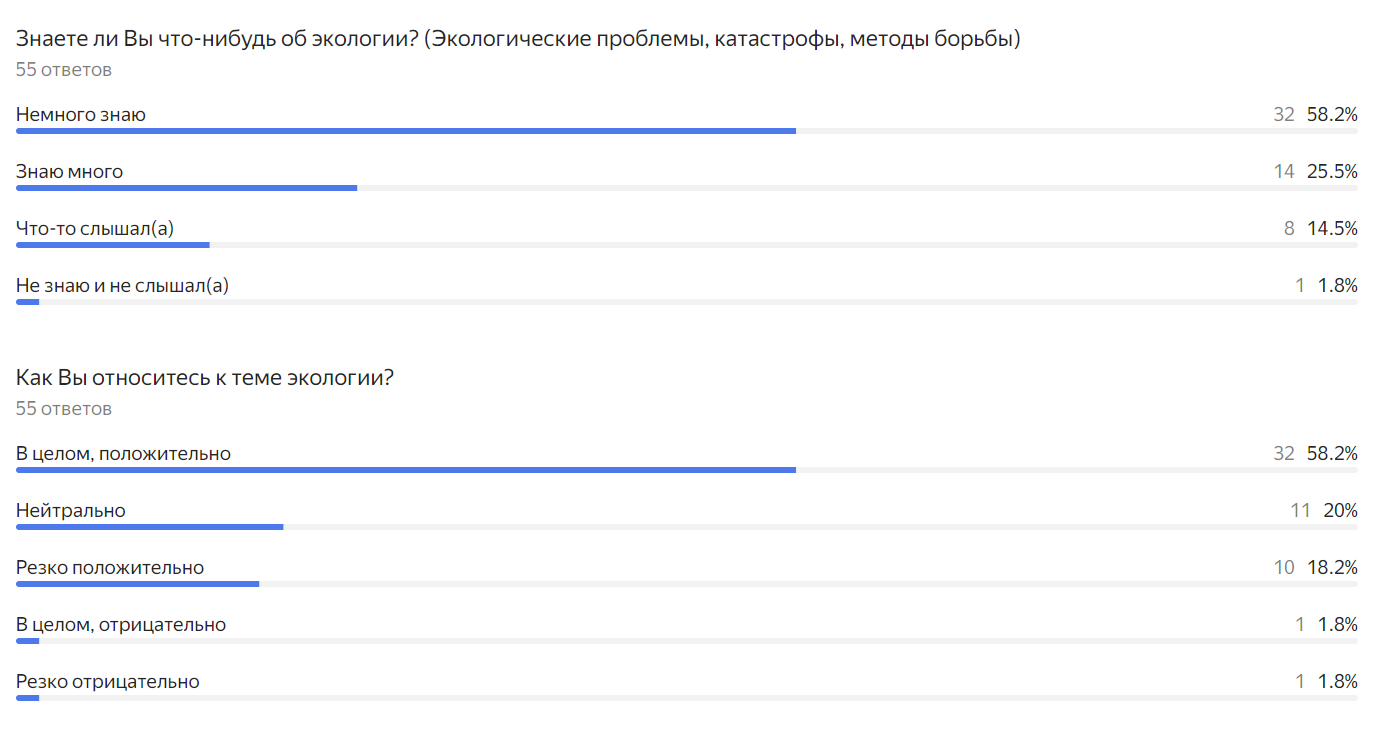 Знаете ли Вы что-нибудь об экологии? (Экологические проблемы, катастрофы, методы борьбы)
55 ответов
Немного знаю 32 58.2%
Знаю много 14 25.5%
Что-то слышал(а) 8 14.5%
Не знаю и не слышал(а) 1 1.8%
Как Вы относитесь к теме экологии?
55 ответов
В целом, положительно 32 58.2%
Нейтрально 11 20%
Резко положительно 10 18.2%
В целом, отрицательно 1 1.8%
Резко отрицательно 1 1.8%